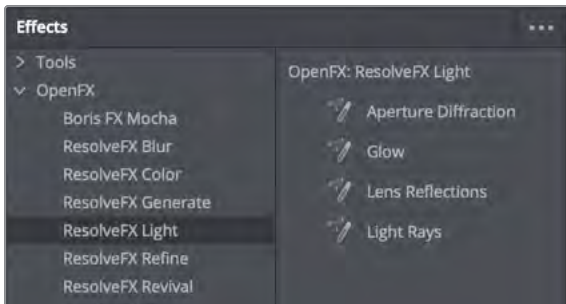 Effects
Tools
OpenFX
Boris FX Mocha
ResolveFX Blur
ResolveFX Color
ResolveFX Generate
ResolveFX Light
ResolveFX Refine
ResolveFX Revival
OpenFX: ResolveFX Light
Aperture Diffraction
Glow
Lens Reflections
Light Rays